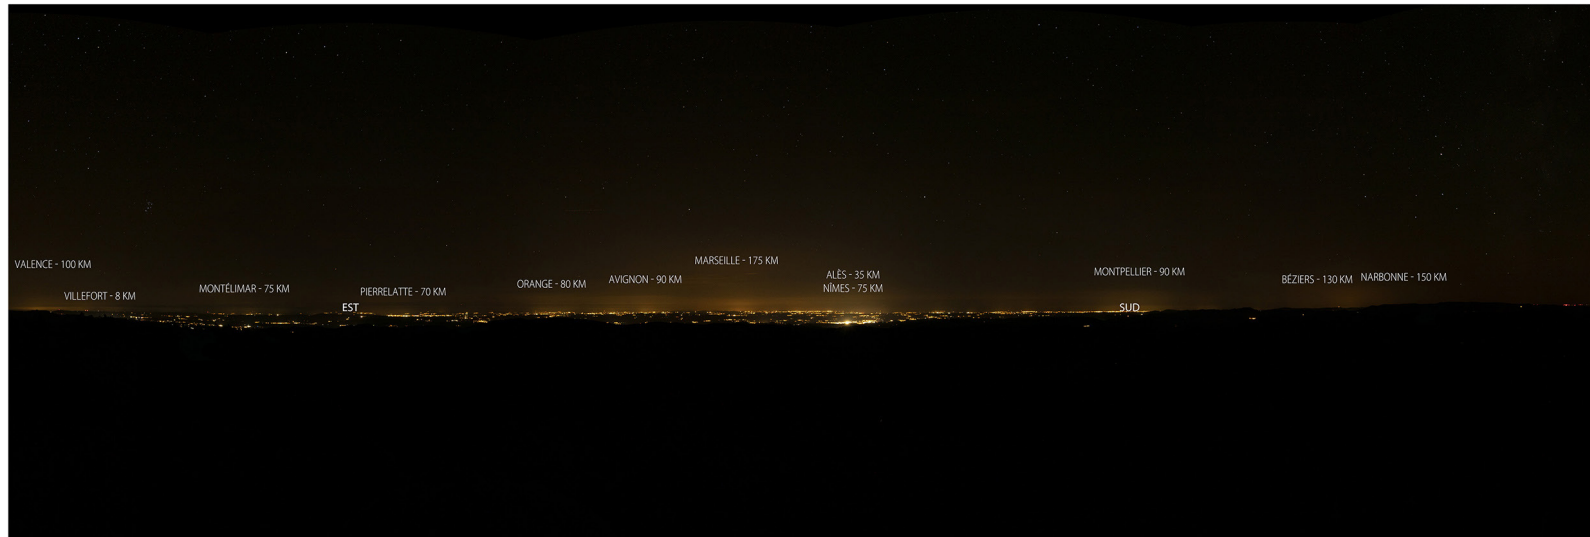 VALENCE - 100 KM
VILLEFORT - 8 KM
MONTÉLIMAR - 75 KM
EST
PIERRELATTE - 70 KM
ORANGE - 80 KM
AVIGNON - 90 KM
MARSEILLE - 175 KM
ALÈS - 35 KM
NÎMES - 75 KM
MONTPELLIER - 90 KM
SUD
BÉZIERS - 130 KM
NARBONNE - 150 KM